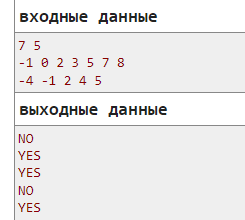 входные данные
7 5
-1 0 2 3 5 7 8
-4 -1 2 4 5
выходные данные
NO
YES
YES
NO
YES